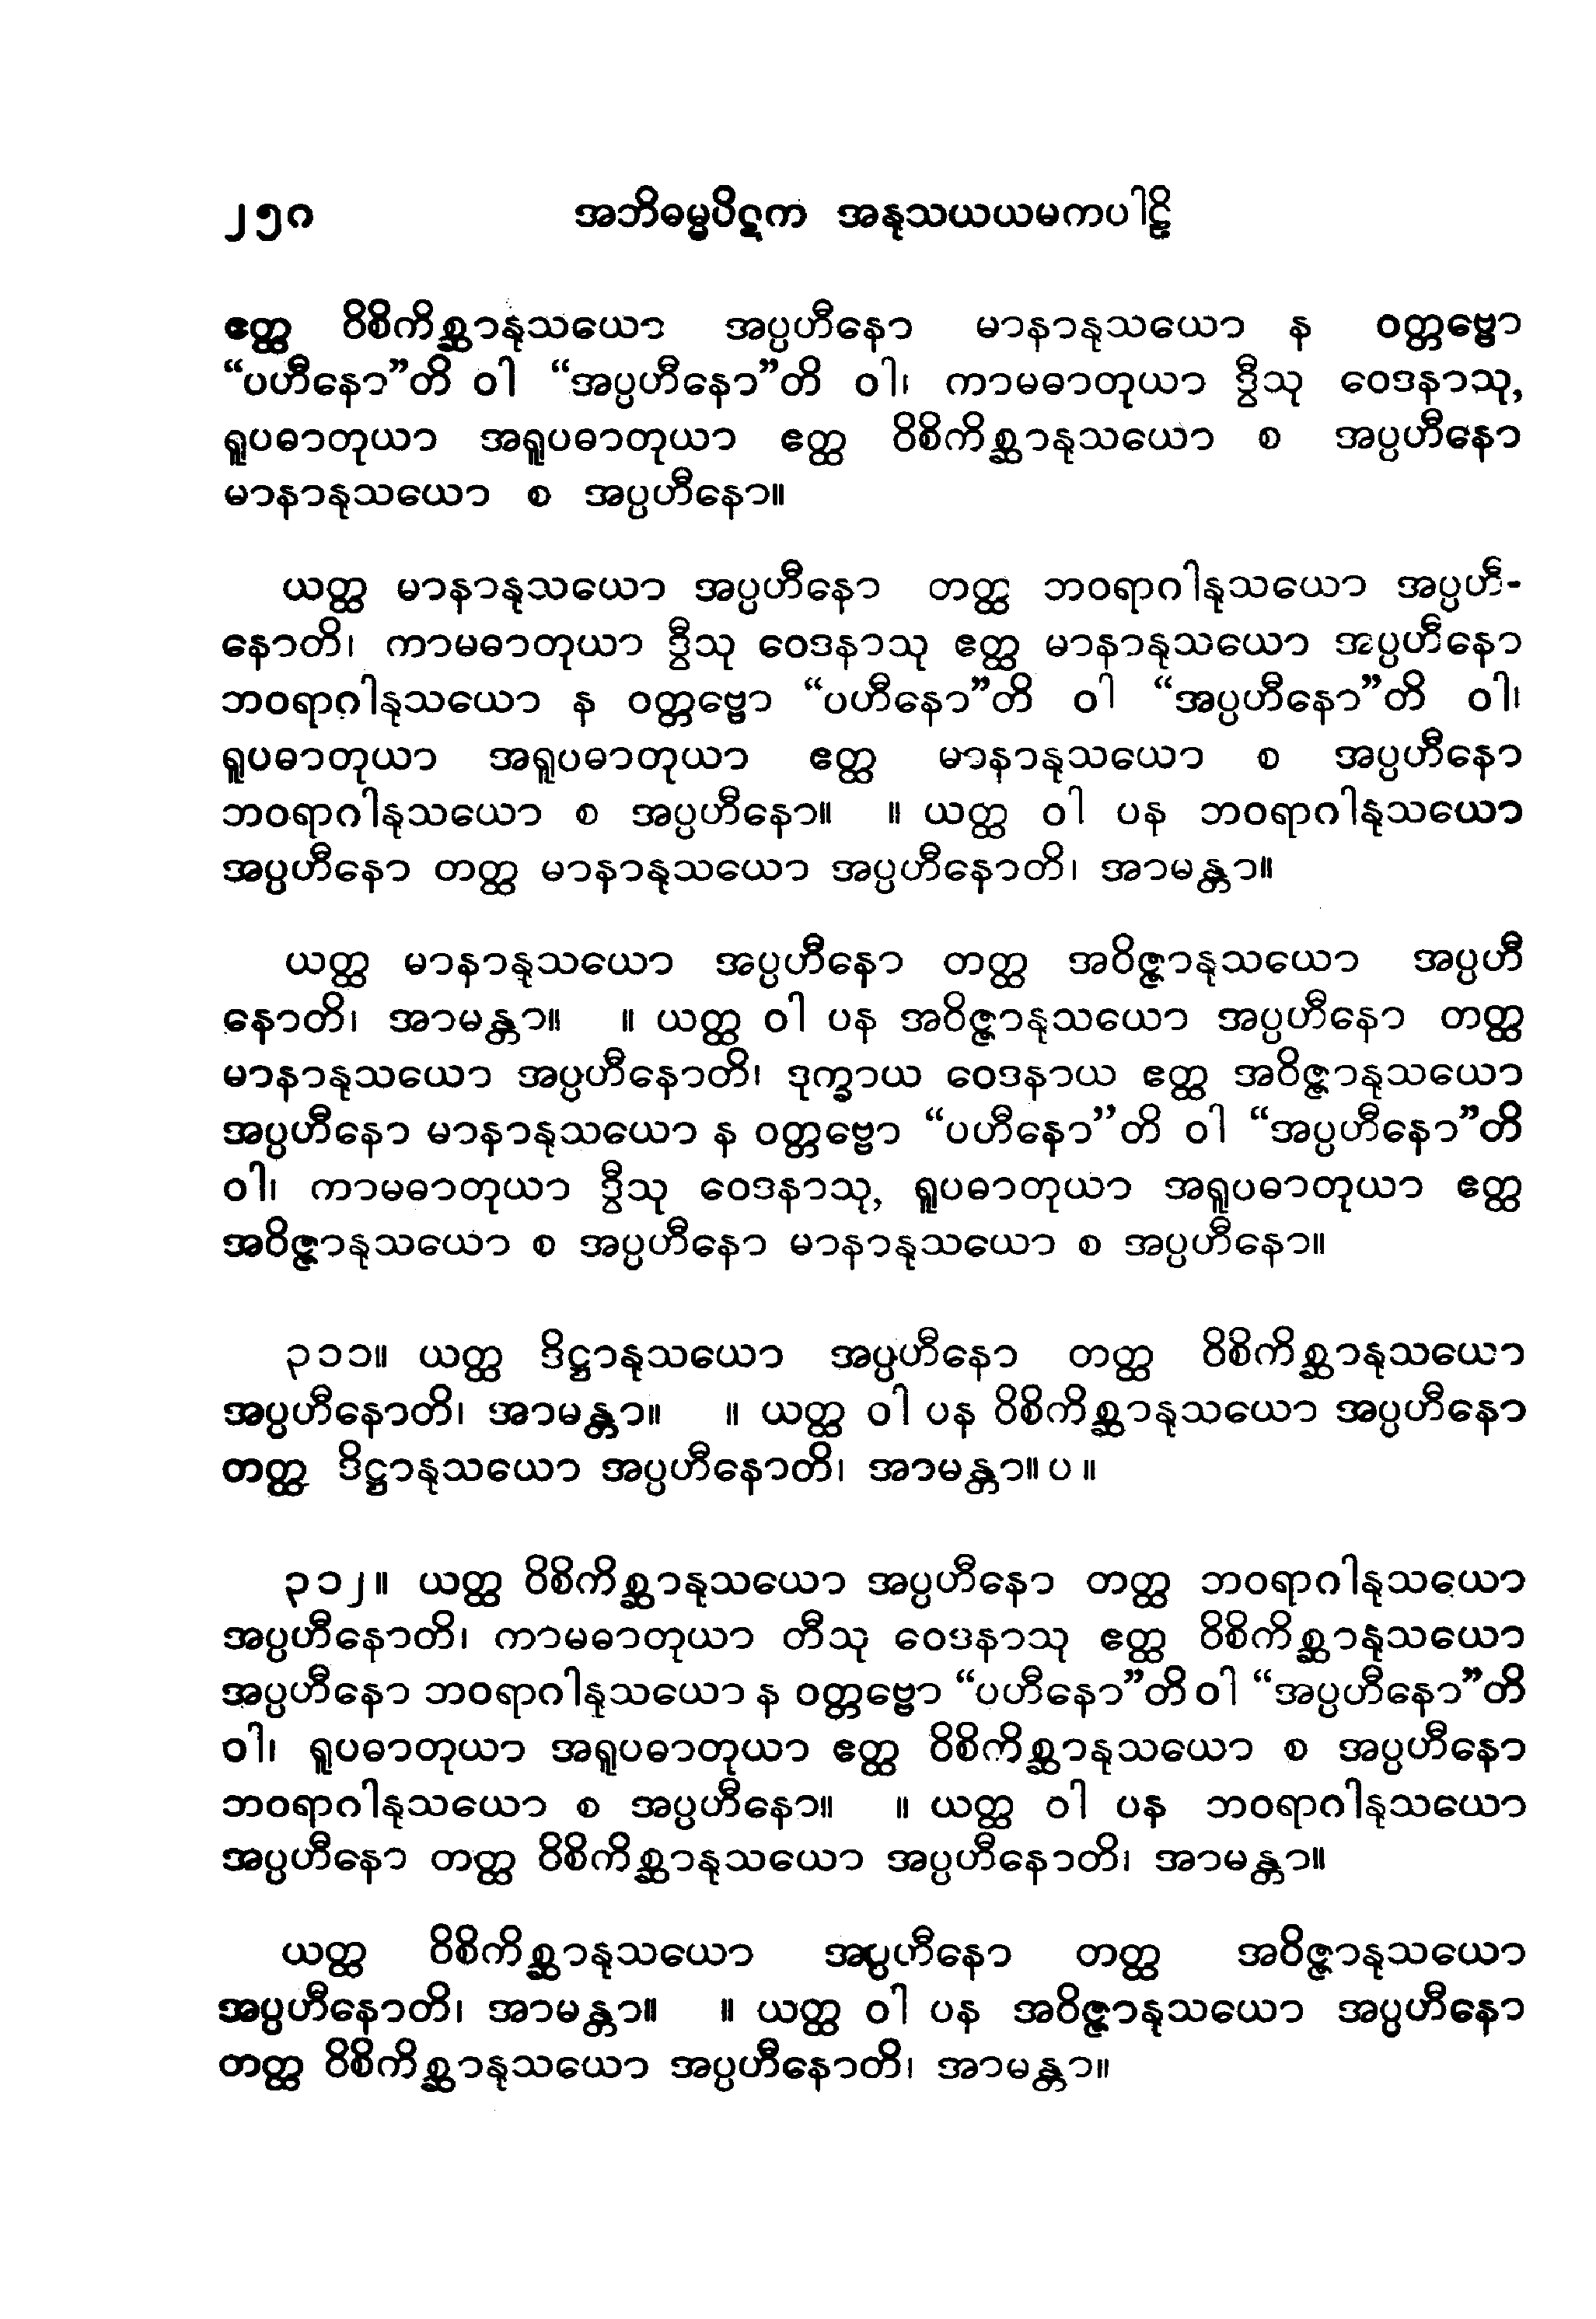 ၂၅၀ အဘိဓမ္မပိဋက အနုသယယမကပါဠိ
ဧတ္ထ ဝိစိကိစ္ဆာနုသယော အပ္ပဟီနော မာနာနုသယော န ဝတ္တဗ္ဗော
“ပဟီနော”တိ ဝါ “အပ္ပဟီနော”တိ ဝါ၊ ကာမဓာတုယာ ဒွီသု ဝေဒနာသု,
ရူပဓာတုယာ အရူပဓာတုယာ ဧတ္ထ ဝိစိကိစ္ဆာနုသယော စ အပ္ပဟီနော
မာနာနုသယော စ အပ္ပဟီနော။
ယတ္ထ မာနာနုသယော အပ္ပဟီနော တတ္ထ ဘဝရာဂါနုသယော အပ္ပဟီ-
နောတိ၊ ကာမဓာတုယာ ဒွီသု ဝေဒနာသု ဧတ္ထ မာနာနုသယော အပ္ပဟီနော
ဘဝရာဂါနုသယော န ဝတ္တဗ္ဗော “ပဟီနော”တိ ဝါ “အပ္ပဟီနော”တိ ဝါ၊
ရူပဓာတုယာ အရူပဓာတုယာ ဧတ္ထ မာနာနုသယော စ အပ္ပဟီနော
ဘဝရာဂါနုသယော စ အပ္ပဟီနော။ ။ ယတ္ထ ဝါ ပန ဘဝရာဂါနုသယော
အပ္ပဟီနော တတ္ထ မာနာနုသယော အပ္ပဟီနောတိ၊ အာမန္တာ။
ယတ္ထ မာနာနုသယော အပ္ပဟီနော တတ္ထ အဝိဇ္ဇာနုသယော အပ္ပဟီ
နောတိ၊ အာမန္တာ။ ။ ယတ္ထ ဝါ ပန အဝိဇ္ဇာနုသယော အပ္ပဟီနော တတ္ထ
မာနာနုသယော အပ္ပဟီနောတိ၊ ဒုက္ခာယ ဝေဒနာယ ဧတ္ထ အဝိဇ္ဇာနုသယော
အပ္ပဟီနော မာနာနုသယော န ဝတ္တဗ္ဗော “ပဟီနော”တိ ဝါ “အပ္ပဟီနော”တိ
ဝါ၊ ကာမဓာတုယာ ဒွီသု ဝေဒနာသု, ရူပဓာတုယာ အရူပဓာတုယာ ဧတ္ထ
အဝိဇ္ဇာနုသယော စ အပ္ပဟီနော မာနာနုသယော စ အပ္ပဟီနော။
၃၁၁။ ယတ္ထ ဒိဋ္ဌာနုသယော အပ္ပဟီနော တတ္ထ ဝိစိကိစ္ဆာနုသယော
အပ္ပဟီနောတိ၊ အာမန္တာ။ ။ ယတ္ထ ဝါ ပန ဝိစိကိစ္ဆာနုသယော အပ္ပဟီနော
တတ္ထ ဒိဋ္ဌာနုသယော အပ္ပဟီနောတိ၊ အာမန္တာ။ ပ ။
၃၁၂။ ယတ္ထ ဝိစိကိစ္ဆာနုသယော အပ္ပဟီနော တတ္ထ ဘဝရာဂါနုသယော
အပ္ပဟီနောတိ၊ ကာမဓာတုယာ တီသု ဝေဒနာသု ဧတ္ထ ဝိစိကိစ္ဆာနုသယော
အပ္ပဟီနော ဘဝရာဂါနုသယော န ဝတ္တဗ္ဗော “ပဟီနော”တိ ဝါ “အပ္ပဟီနော”တိ
ဝါ၊ ရူပဓာတုယာ အရူပဓာတုယာ ဧတ္ထ ဝိစိကိစ္ဆာနုသယော စ အပ္ပဟီနော
ဘဝရာဂါနုသယော စ အပ္ပဟီနော။ ။ ယတ္ထ ဝါ ပန ဘဝရာဂါနုသယော
အပ္ပဟီနော တတ္ထ ဝိစိကိစ္ဆာနုသယော အပ္ပဟီနောတိ၊ အာမန္တာ။
ယတ္ထ ဝိစိကိစ္ဆာနုသယော အပ္ပဟီနော တတ္ထ အဝိဇ္ဇာနုသယော
အပ္ပဟီနောတိ၊ အာမန္တာ။ ။ ယတ္ထ ဝါ ပန အဝိဇ္ဇာနုသယော အပ္ပဟီနော
တတ္ထ ဝိစိကိစ္ဆာနုသယော အပ္ပဟီနောတိ၊ အာမန္တာ။